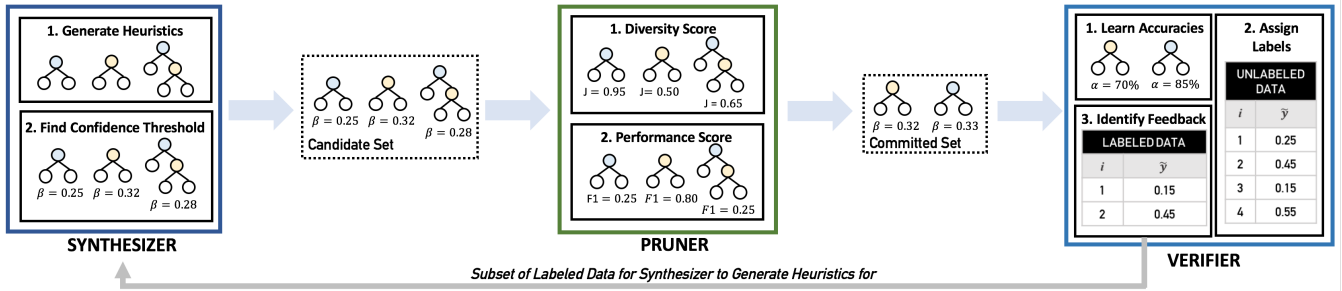 1. Generate Heuristics
2. Find Confidence Threshold
β = 0.25
β = 0.32
β = 0.28
SYNTHESIZER
β = 0.25
β = 0.32
β = 0.28
Candidate Set
1. Diversity Score
J = 0.95
J= 0.50
J = 0.65
2. Performance Score
F1 = 0.25
F1 = 0.80
F1 = 0.25
PRUNER
β = 0.32
β = 0.33
Committed Set
1. Learn Accuracies
α = 70%
α = 85%
3. Identify Feedback
LABELED DATA
i ỹ
1 0.15
2 0.45
2. Assign
Labels
UNLABELED
DATA
i ỹ
1 0.25
2 0.45
3 0.15
4 0.55
VERIFIER
Subset of Labeled Data for Synthesizer to Generate Heuristics for